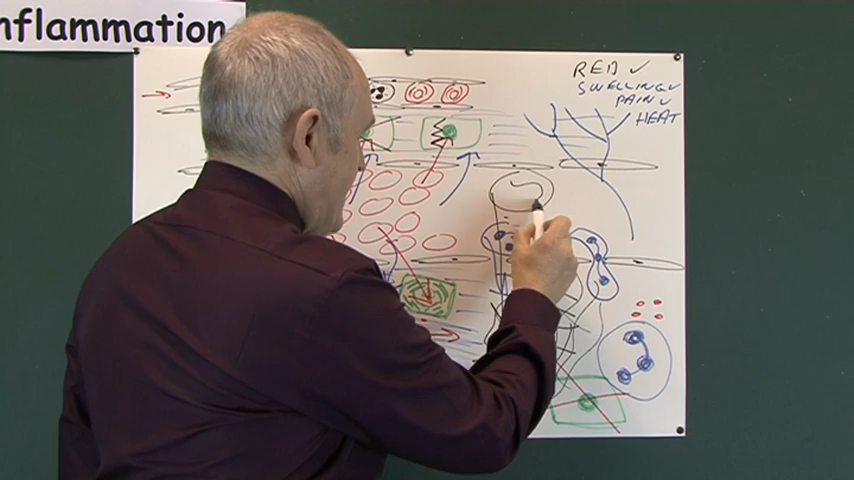 nflammation
RED ✓
SWELLING ✓
PAIN ✓
HEAT